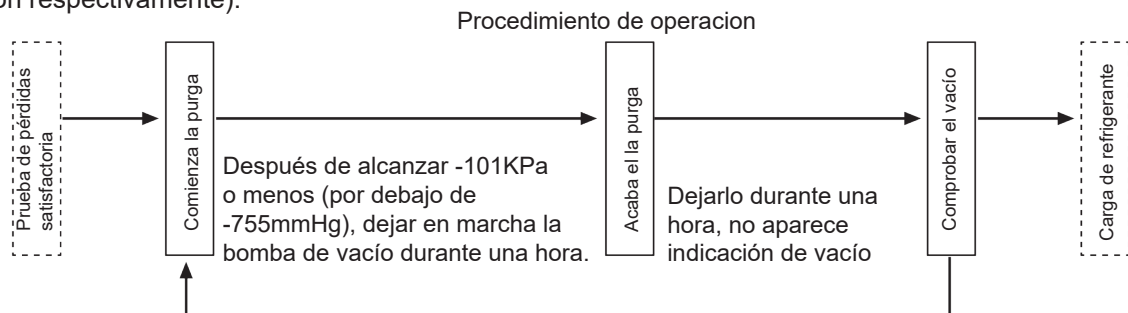 ón respectivamente).
Procedimiento de operacion
Prueba de pérdidas
satisfactoria
Comienza la purga
Después de alcanzar -101KPa
o menos (por debajo de
-755mmHg), dejar en marcha la
bomba de vacío durante una hora.
Acaba el la purga
Dejarlo durante una
hora, no aparece
indicación de vacío
Comprobar el vacío
Carga de refrigerante